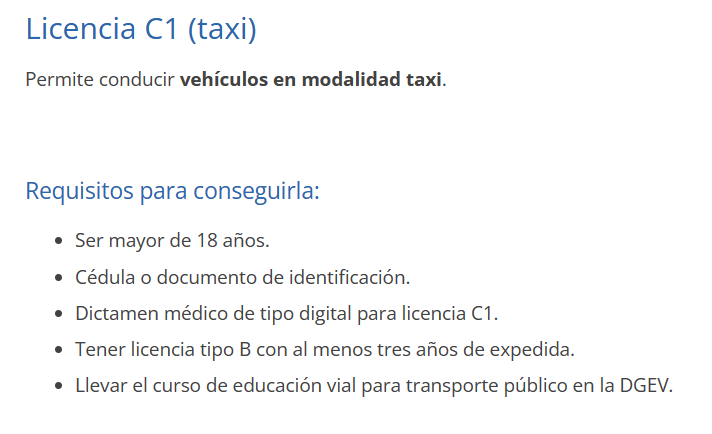 Licencia C1 (taxi)
Permite conducir vehículos en modalidad taxi.
Requisitos para conseguirla:
• Ser mayor de 18 años.
• Cédula o documento de identificación.
• Dictamen médico de tipo digital para licencia C1.
• Tener licencia tipo B con al menos tres años de expedida.
• Llevar el curso de educación vial para transporte público en la DGEV.